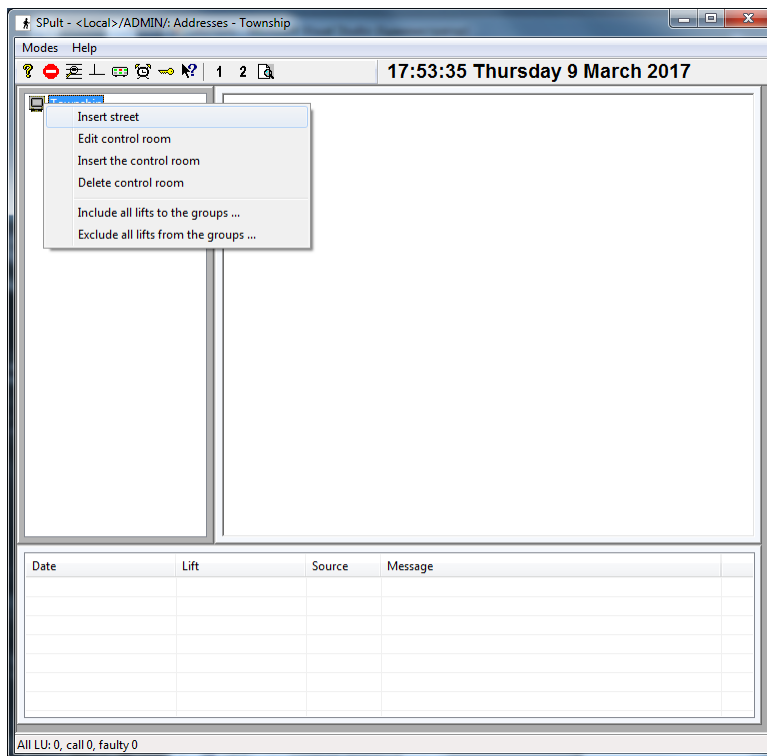 SPult - <Local>/ADMIN/: Addresses - Township
Modes Help
1 2 17:53:35 Thursday 9 March 2017
Township
Insert street
Edit control room
Insert the control room
Delete control room
Include all lifts to the groups ...
Exclude all lifts from the groups ...
Date Lift Source Message
All LU: 0, call 0, faulty 0